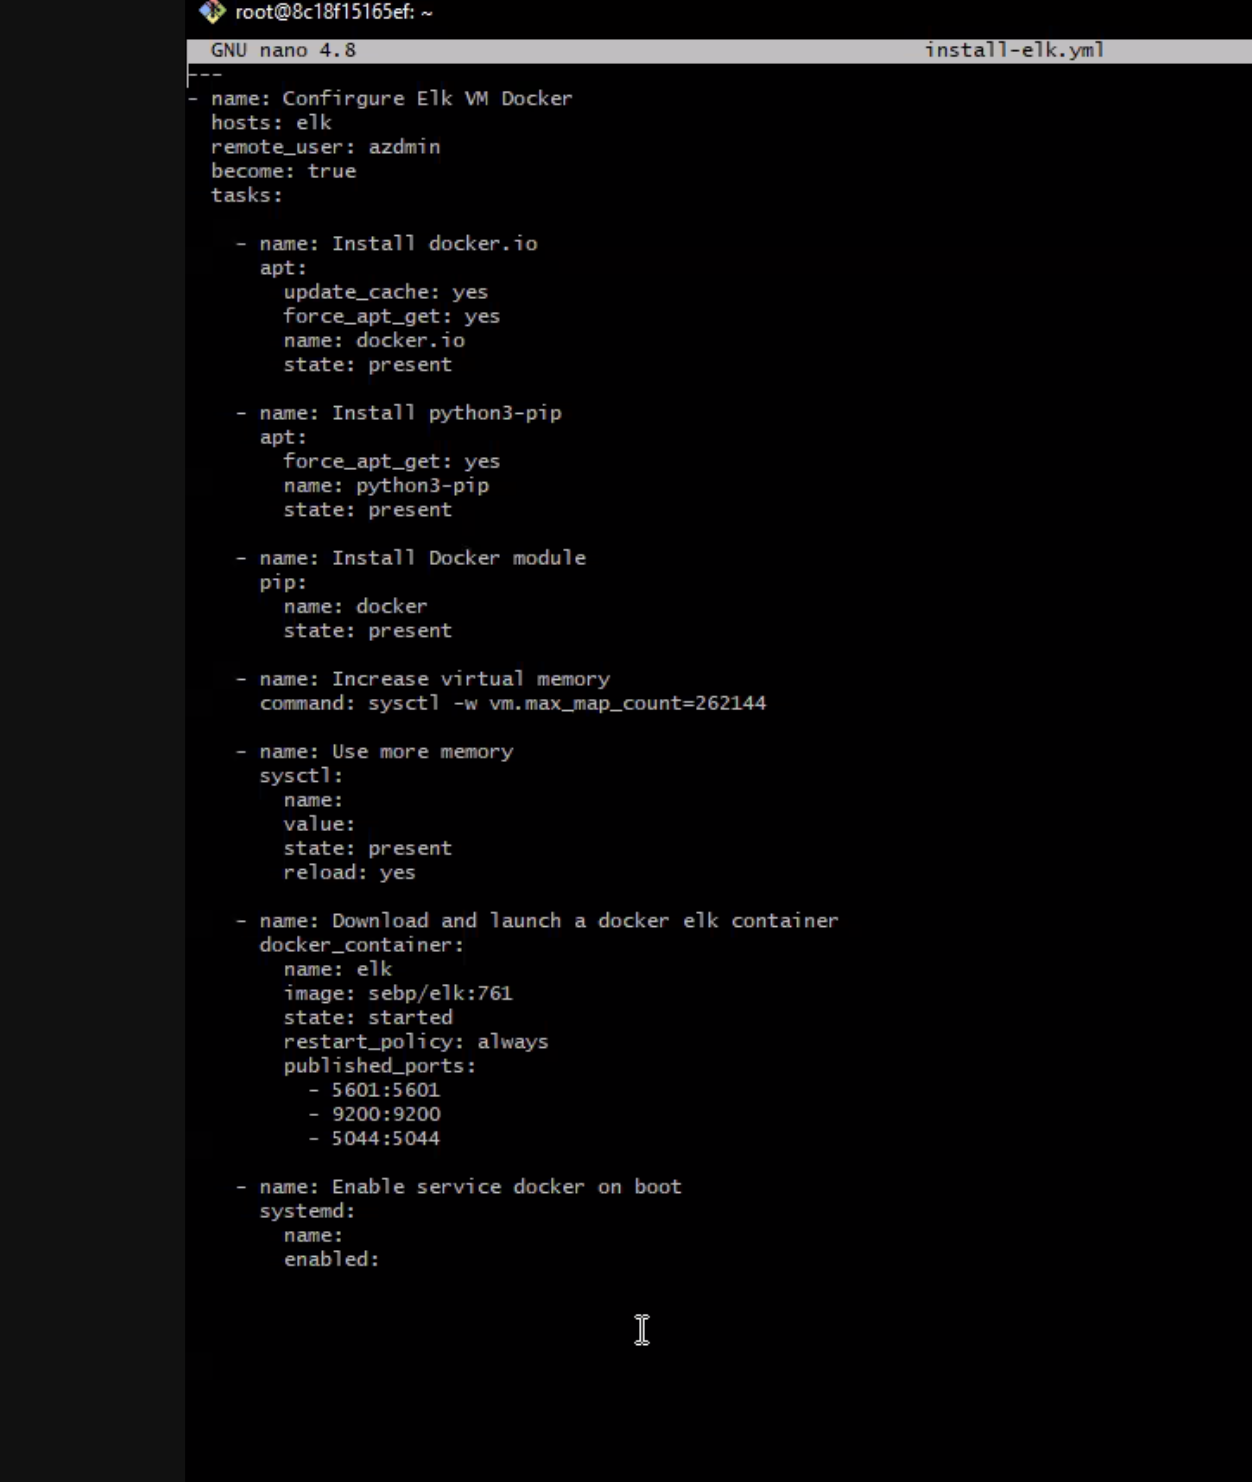 root@8c18f15165ef: ~
GNU nano 4.8 install-elk.yml
---
- name: Confirgure Elk VM Docker
  hosts: elk
  remote_user: azdmin
  become: true
  tasks:

    - name: Install docker.io
      apt:
        update_cache: yes
        force_apt_get: yes
        name: docker.io
        state: present

    - name: Install python3-pip
      apt:
        force_apt_get: yes
        name: python3-pip
        state: present

    - name: Install Docker module
      pip:
        name: docker
        state: present

    - name: Increase virtual memory
      command: sysctl -w vm.max_map_count=262144

    - name: Use more memory
      sysctl:
        name:
        value:
        state: present
        reload: yes

    - name: Download and launch a docker elk container
      docker_container:
        name: elk
        image: sebp/elk:761
        state: started
        restart_policy: always
        published_ports:
          - 5601:5601
          - 9200:9200
          - 5044:5044

    - name: Enable service docker on boot
      systemd:
        name:
        enabled: